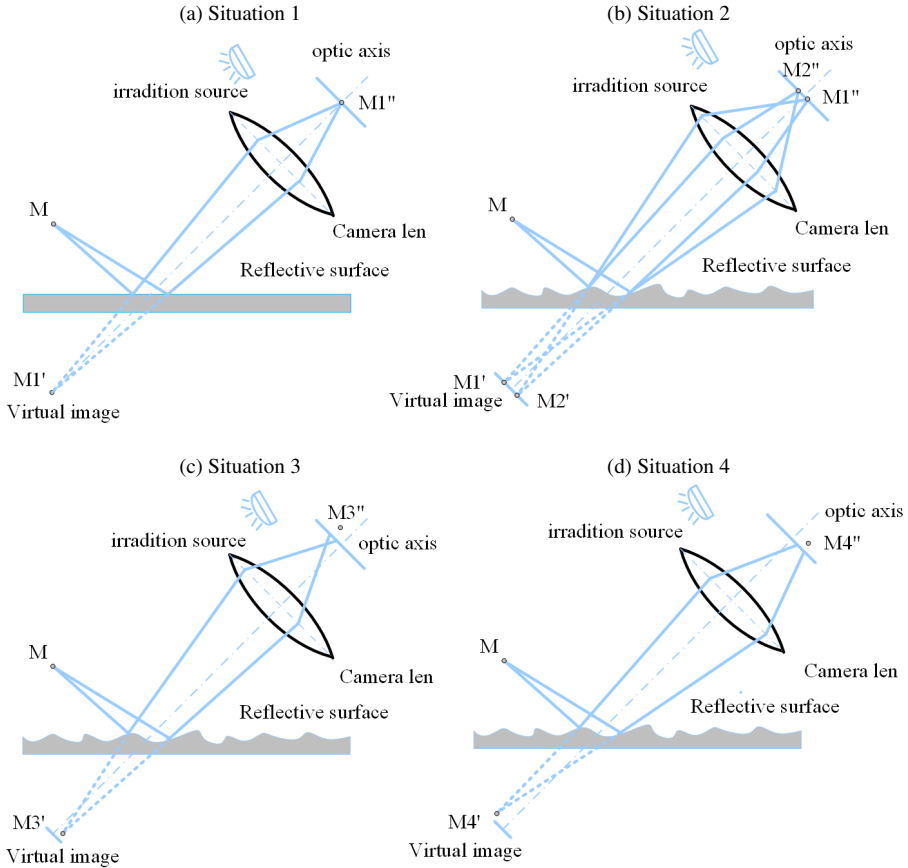 (a) Situation 1
optic axis
irradition source
M1''
M
Camera len
Reflective surface
M1'
Virtual image
(b) Situation 2
optic axis
M2''
irradition source
M1''
M
Camera len
Reflective surface
M1'
Virtual image
M2'
(c) Situation 3
M3''
irradition source
optic axis
M
Camera len
Reflective surface
M3'
Virtual image
(d) Situation 4
optic axis
irradition source
M4''
M
Camera len
Reflective surface
M4'
Virtual image